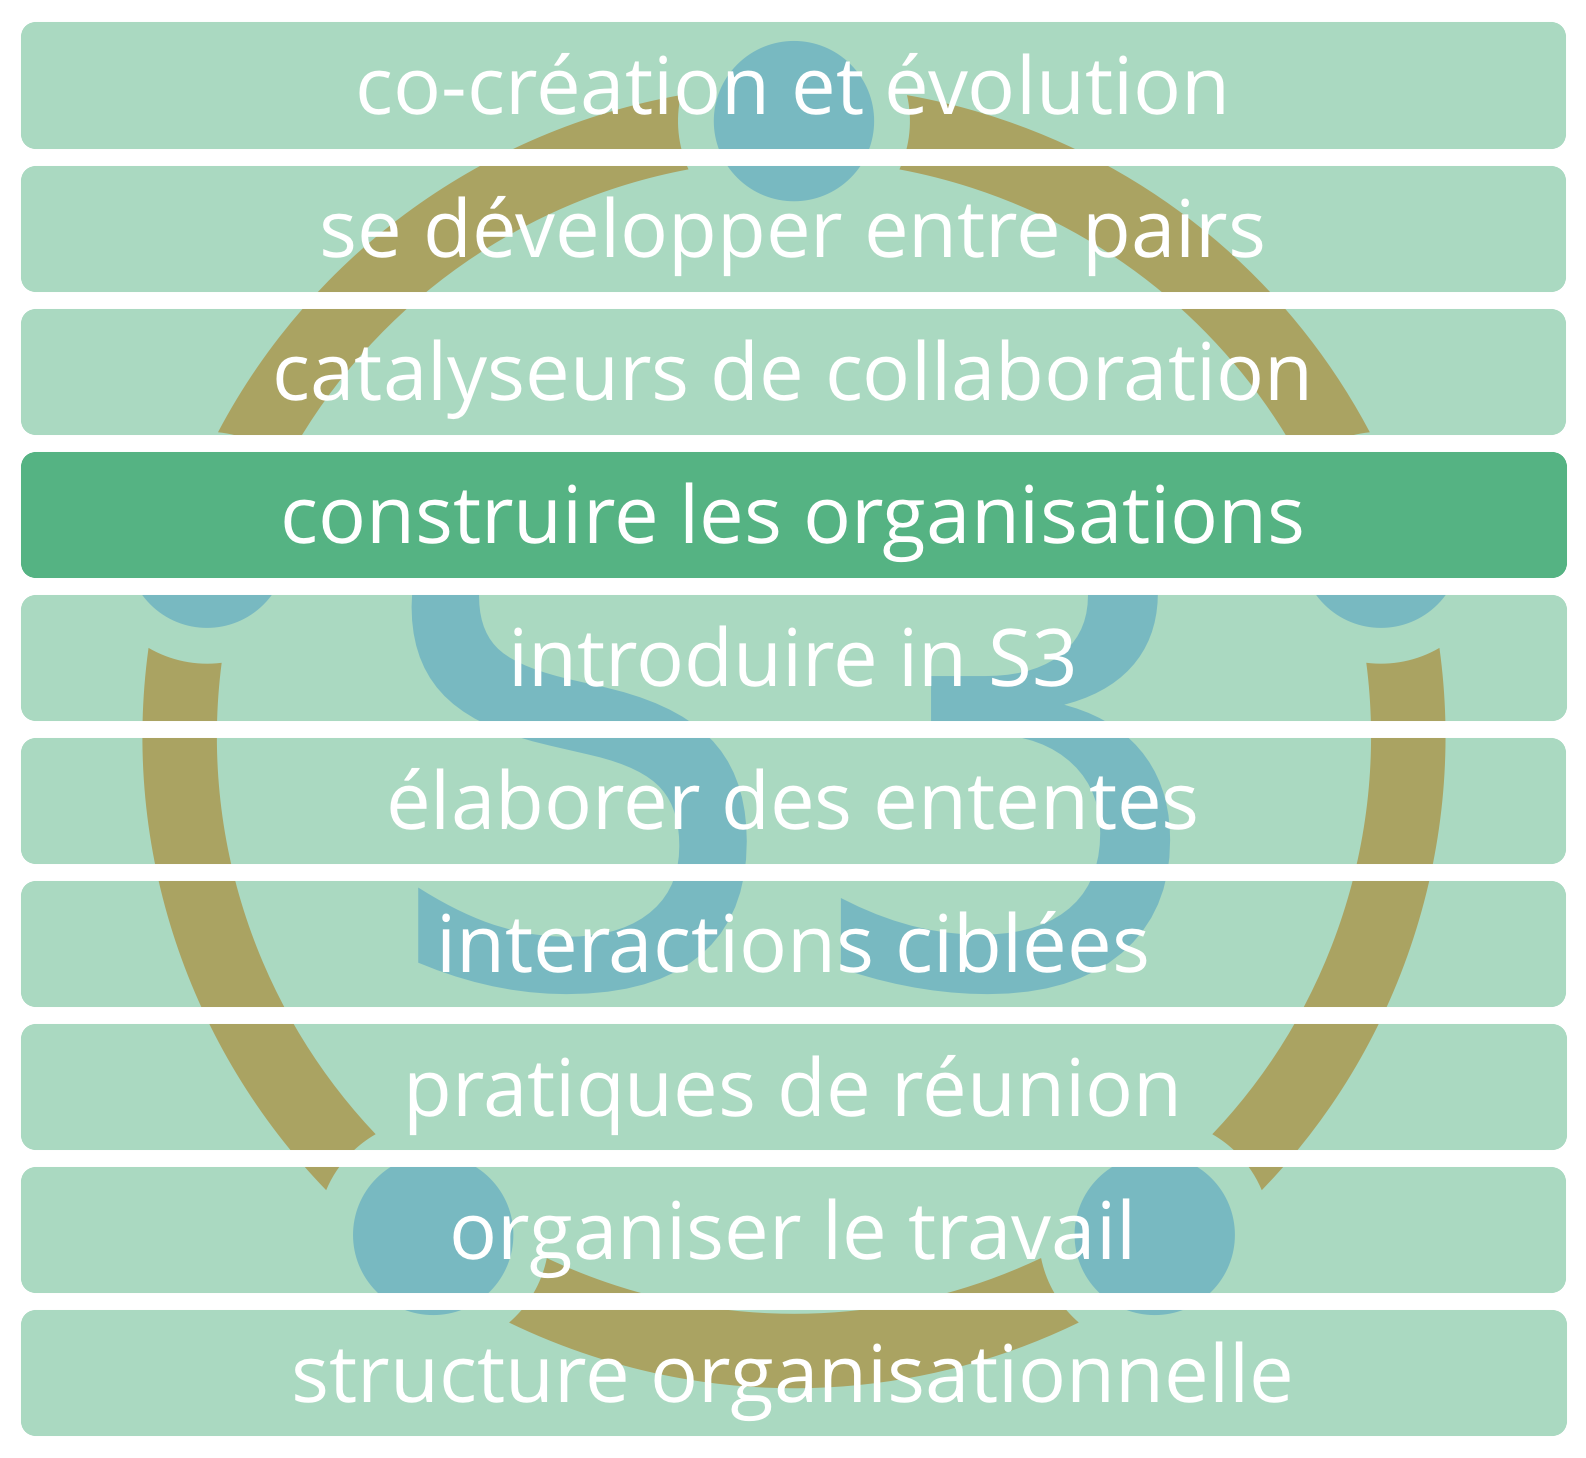 co-création et évolution
se développer entre pairs
catalyseurs de collaboration
construire les organisations
introduire in S3
élaborer des ententes
interactions ciblées
pratiques de réunion
organiser le travail
structure organisationnelle
S3